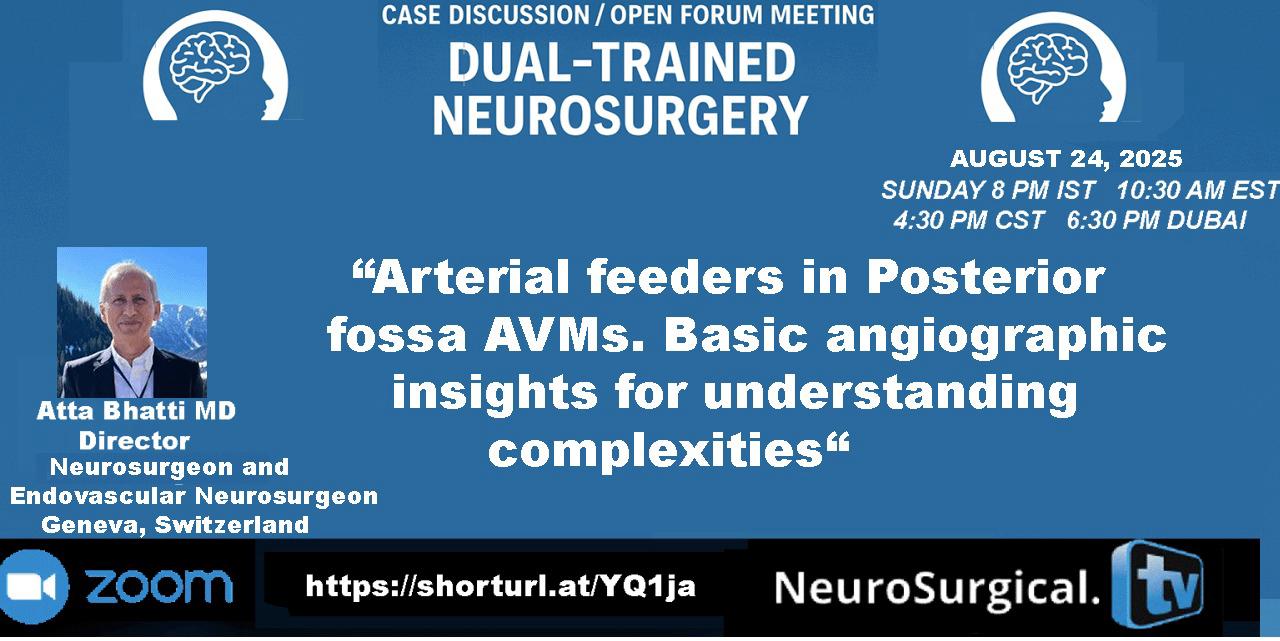 CASE DISCUSSION / OPEN FORUM MEETING
DUAL-TRAINED
NEUROSURGERY
AUGUST 24, 2025
SUNDAY 8 PM IST 10:30 AM EST
4:30 PM CST 6:30 PM DUBAI
“Arterial feeders in Posterior
fossa AVMs. Basic angiographic
insights for understanding
complexities“
Atta Bhatti MD
Director
Neurosurgeon and
Endovascular Neurosurgeon
Geneva, Switzerland
zoom
https://shorturl.at/YQ1ja
NeuroSurgical.
tv